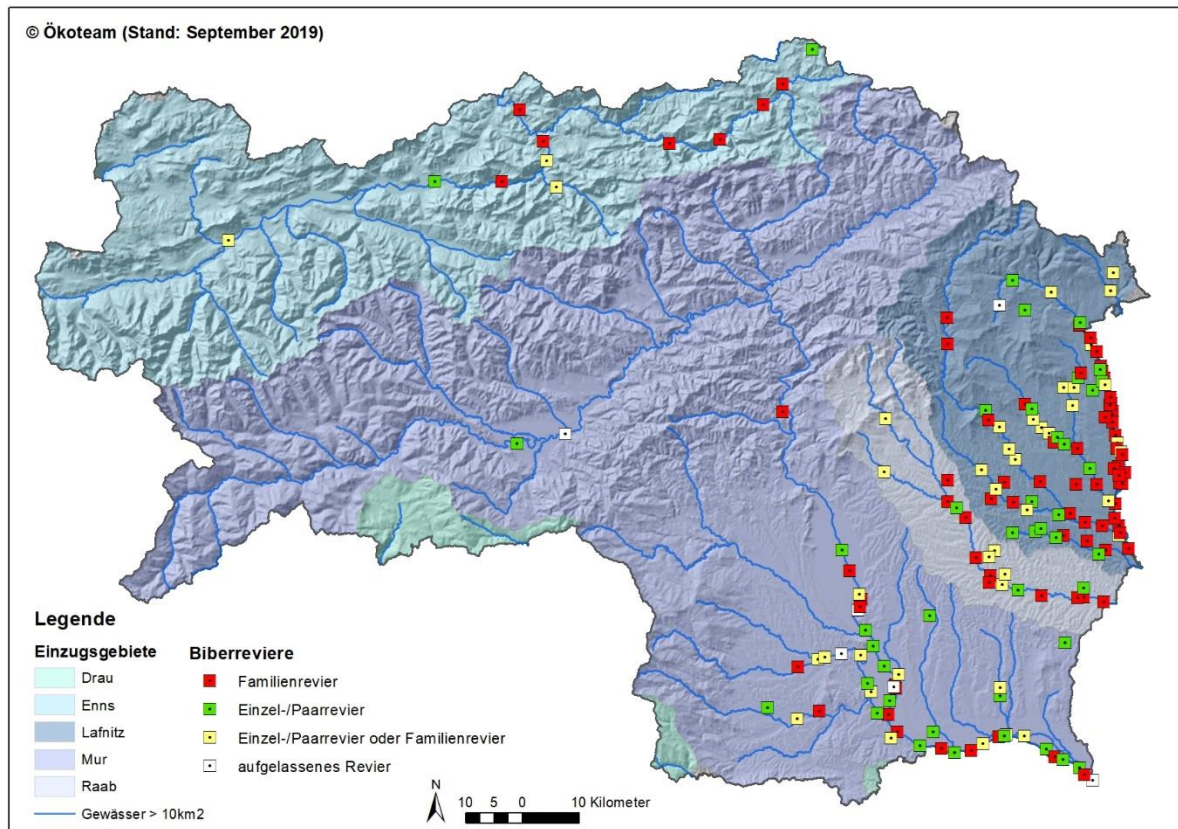 © Ökoteam (Stand: September 2019)
Legende
Einzugsgebiete
Drau
Enns
Lafnitz
Mur
Raab
Gewässer > 10km2
Biberreviere
Familienrevier
Einzel-/Paarrevier
Einzel-/Paarrevier oder Familienrevier
aufgelassenes Revier
N
10 5 0 10 Kilometer